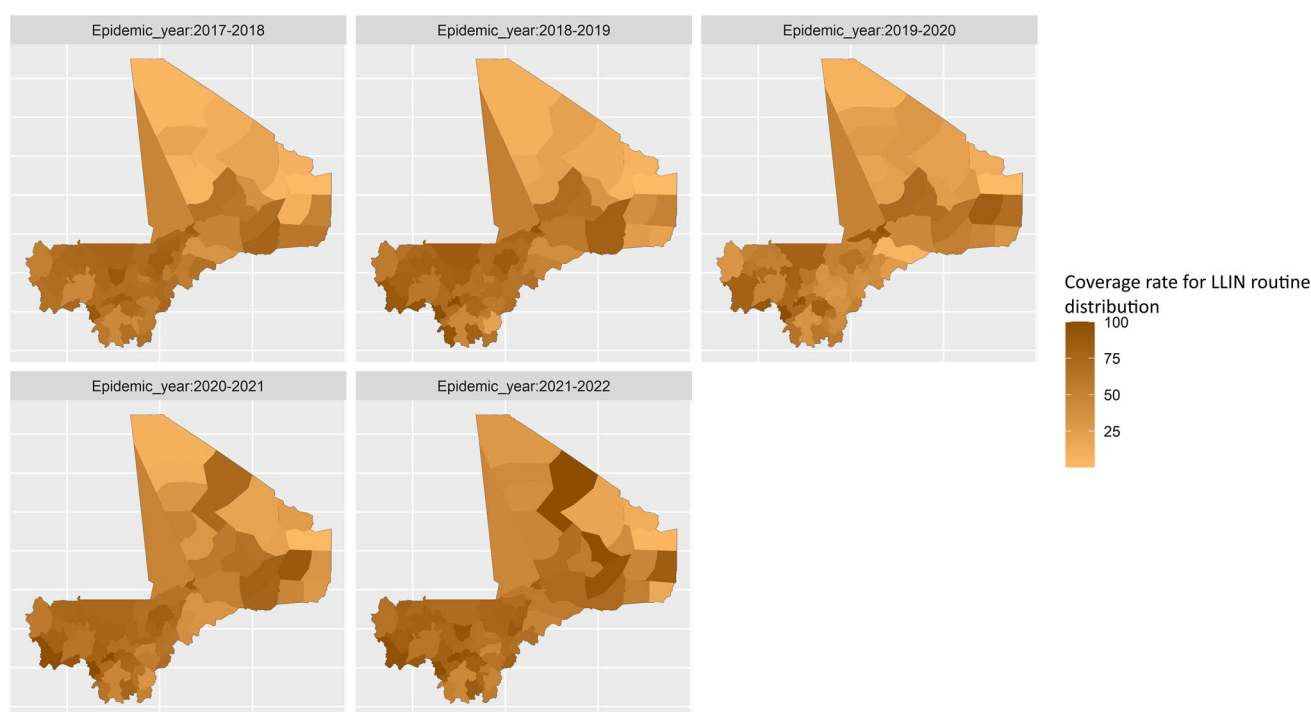 Epidemic_year:2017-2018
Epidemic_year:2018-2019
Epidemic_year:2019-2020
Coverage rate for LLIN routine
distribution
100
75
50
25
Epidemic_year:2020-2021
Epidemic_year:2021-2022